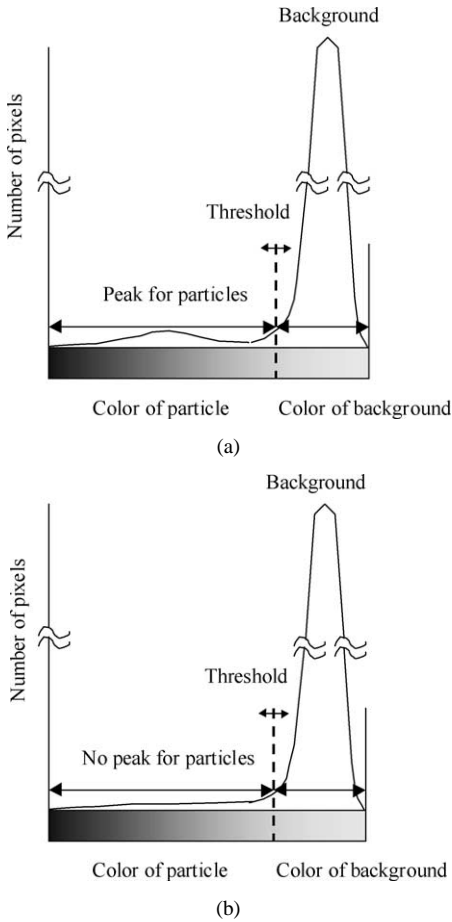 Background
Number of pixels
Threshold
Peak for particles
Color of particle
Color of background
(a)
Background
Number of pixels
Threshold
No peak for particles
Color of particle
Color of background
(b)